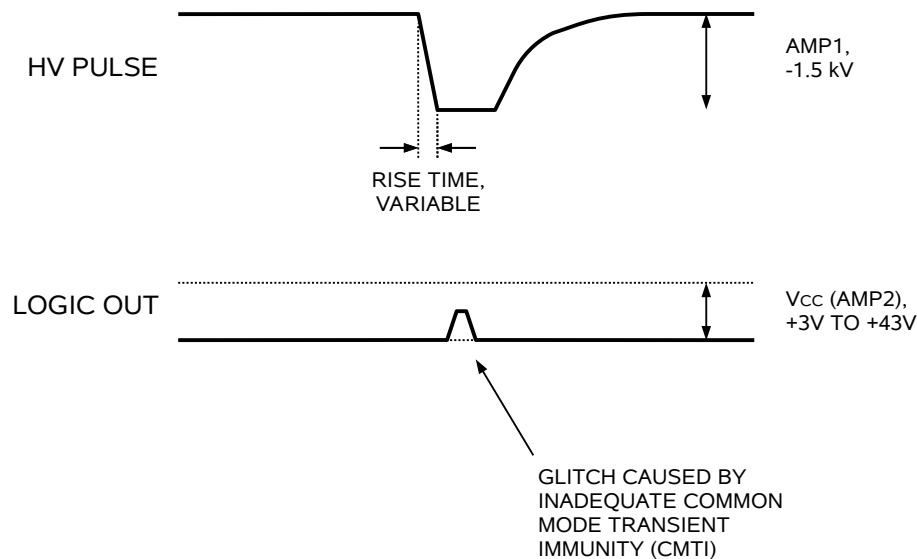 HV PULSE
AMP1,
-1.5 kV
RISE TIME,
VARIABLE
LOGIC OUT
VCC (AMP2),
+3V TO +43V
GLITCH CAUSED BY
INADEQUATE COMMON
MODE TRANSIENT
IMMUNITY (CMTI)